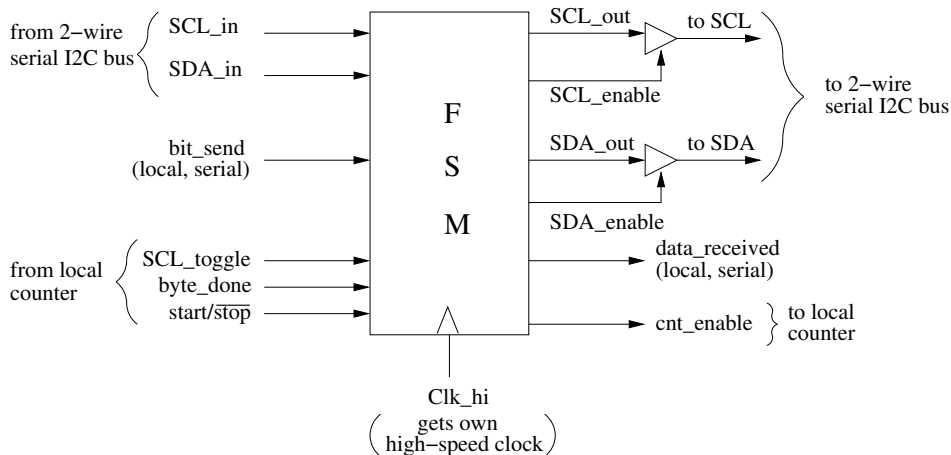 from 2−wire
serial I2C bus
SCL_in
SDA_in
bit_send
(local, serial)
from local
counter
SCL_toggle
byte_done
start/s̅t̅o̅p̅
F
S
M
Clk_hi
gets own
high−speed clock
SCL_out
to SCL
SCL_enable
SDA_out
to SDA
SDA_enable
to 2−wire
serial I2C bus
data_received
(local, serial)
cnt_enable
to local
counter